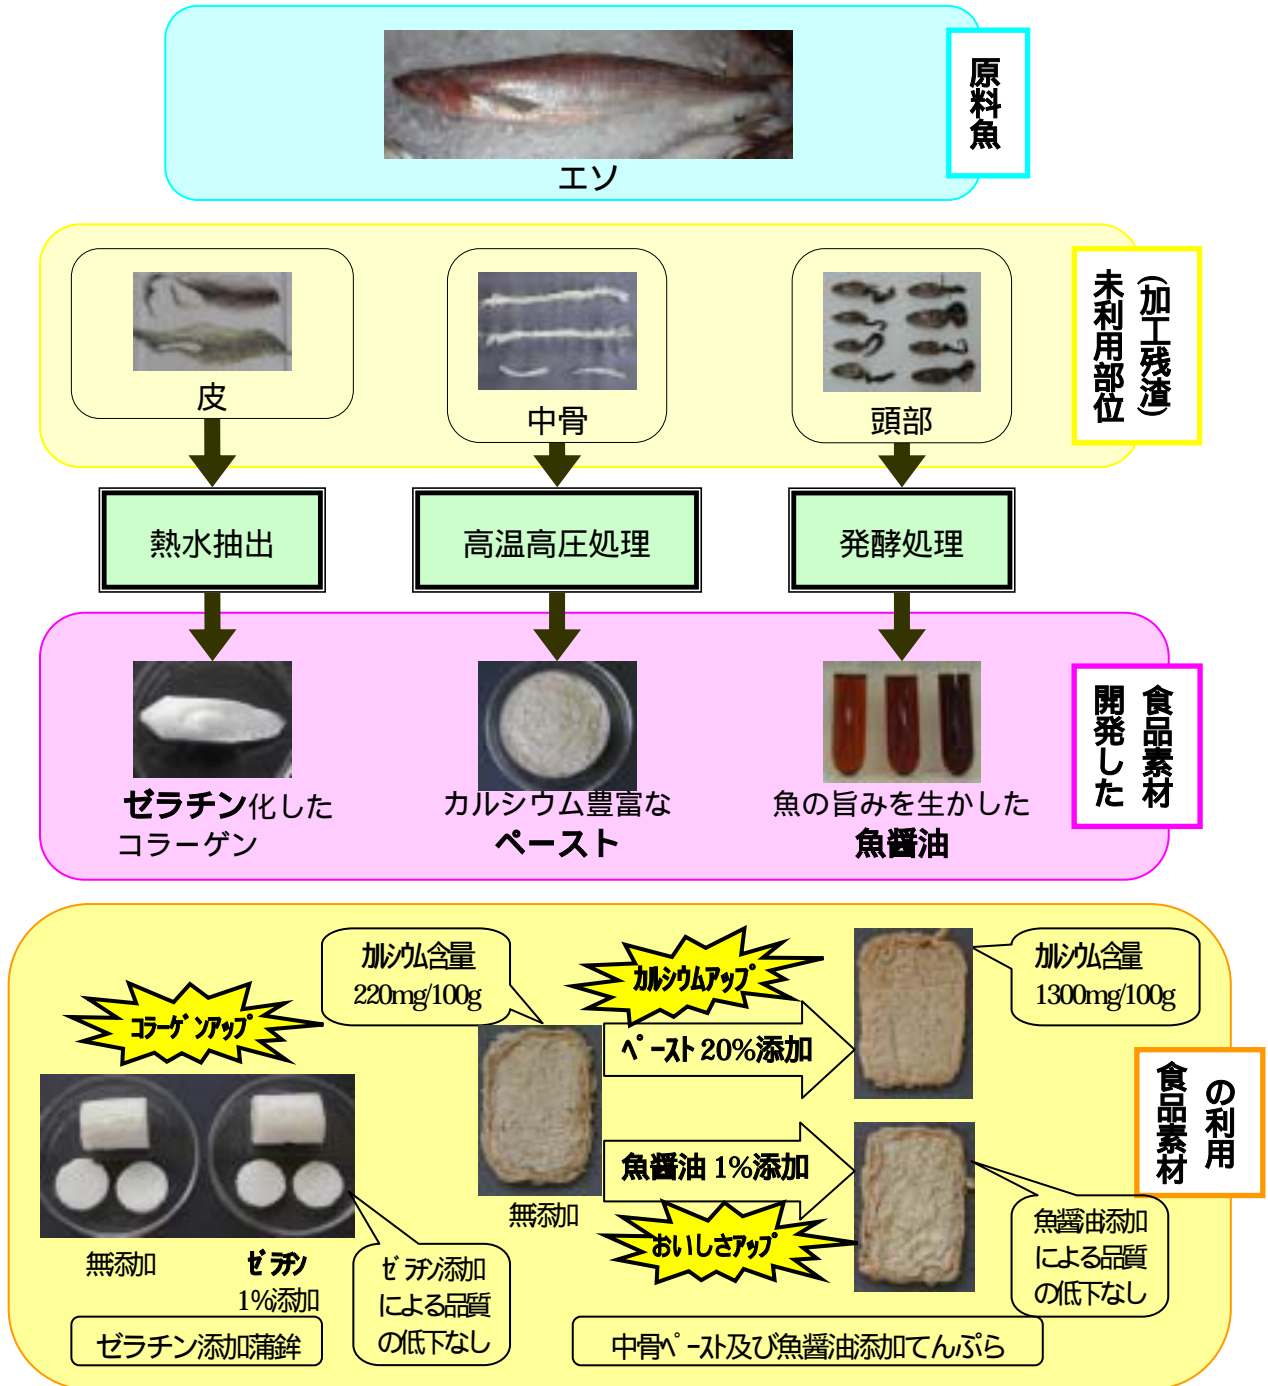 原料魚
エソ
未利用部位
(加工残渣)
皮
中骨
頭部
熱水抽出
高温高圧処理
発酵処理
開発した
食品素材
ゼラチン化した
コラーゲン
カルシウム豊富な
ペースト
魚の旨みを生かした
魚醤油
カルシウム含量
220mg/100g
カルシウムアップ
カルシウム含量
1300mg/100g
コラーゲンアップ
ペースト 20%添加
食品素材
の利用
魚醤油 1%添加
無添加
おいしさアップ
魚醤油添加
による品質
の低下なし
無添加
ゼラチン
1%添加
ゼラチン添加
による品質
の低下なし
ゼラチン添加蒲鉾
中骨ペースト及び魚醤油添加てんぷら